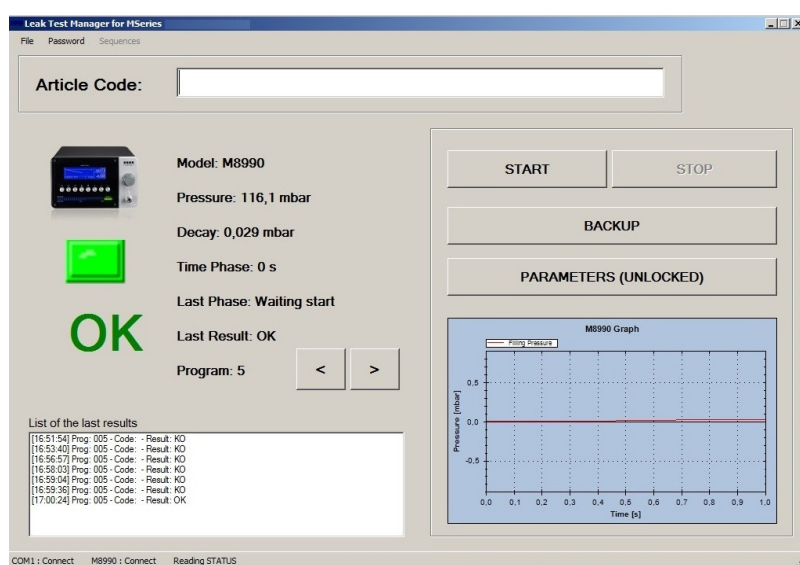 Leak Test Manager for MSeries
File Password Sequences
Article Code:
Model: M8990
Pressure: 116,1 mbar
Decay: 0,029 mbar
Time Phase: 0 s
Last Phase: Waiting start
OK
Last Result: OK
Program: 5 < >
List of the last results
[16:51:54] Prog: 005 - Code: - Result: KO
[16:53:40] Prog: 005 - Code: - Result: KO
[16:56:57] Prog: 005 - Code: - Result: KO
[16:58:03] Prog: 005 - Code: - Result: KO
[16:59:04] Prog: 005 - Code: - Result: KO
[16:59:36] Prog: 005 - Code: - Result: KO
[17:00:24] Prog: 005 - Code: - Result: OK
START STOP
BACKUP
PARAMETERS (UNLOCKED)
M8990 Graph
Filling Pressure
Pressure [mbar]
0,5
0,0
-0,5
0,0 0,1 0,2 0,3 0,4 0,5 0,6 0,7 0,8 0,9 1,0
Time [s]
COM1 : Connect M8990 : Connect Reading STATUS